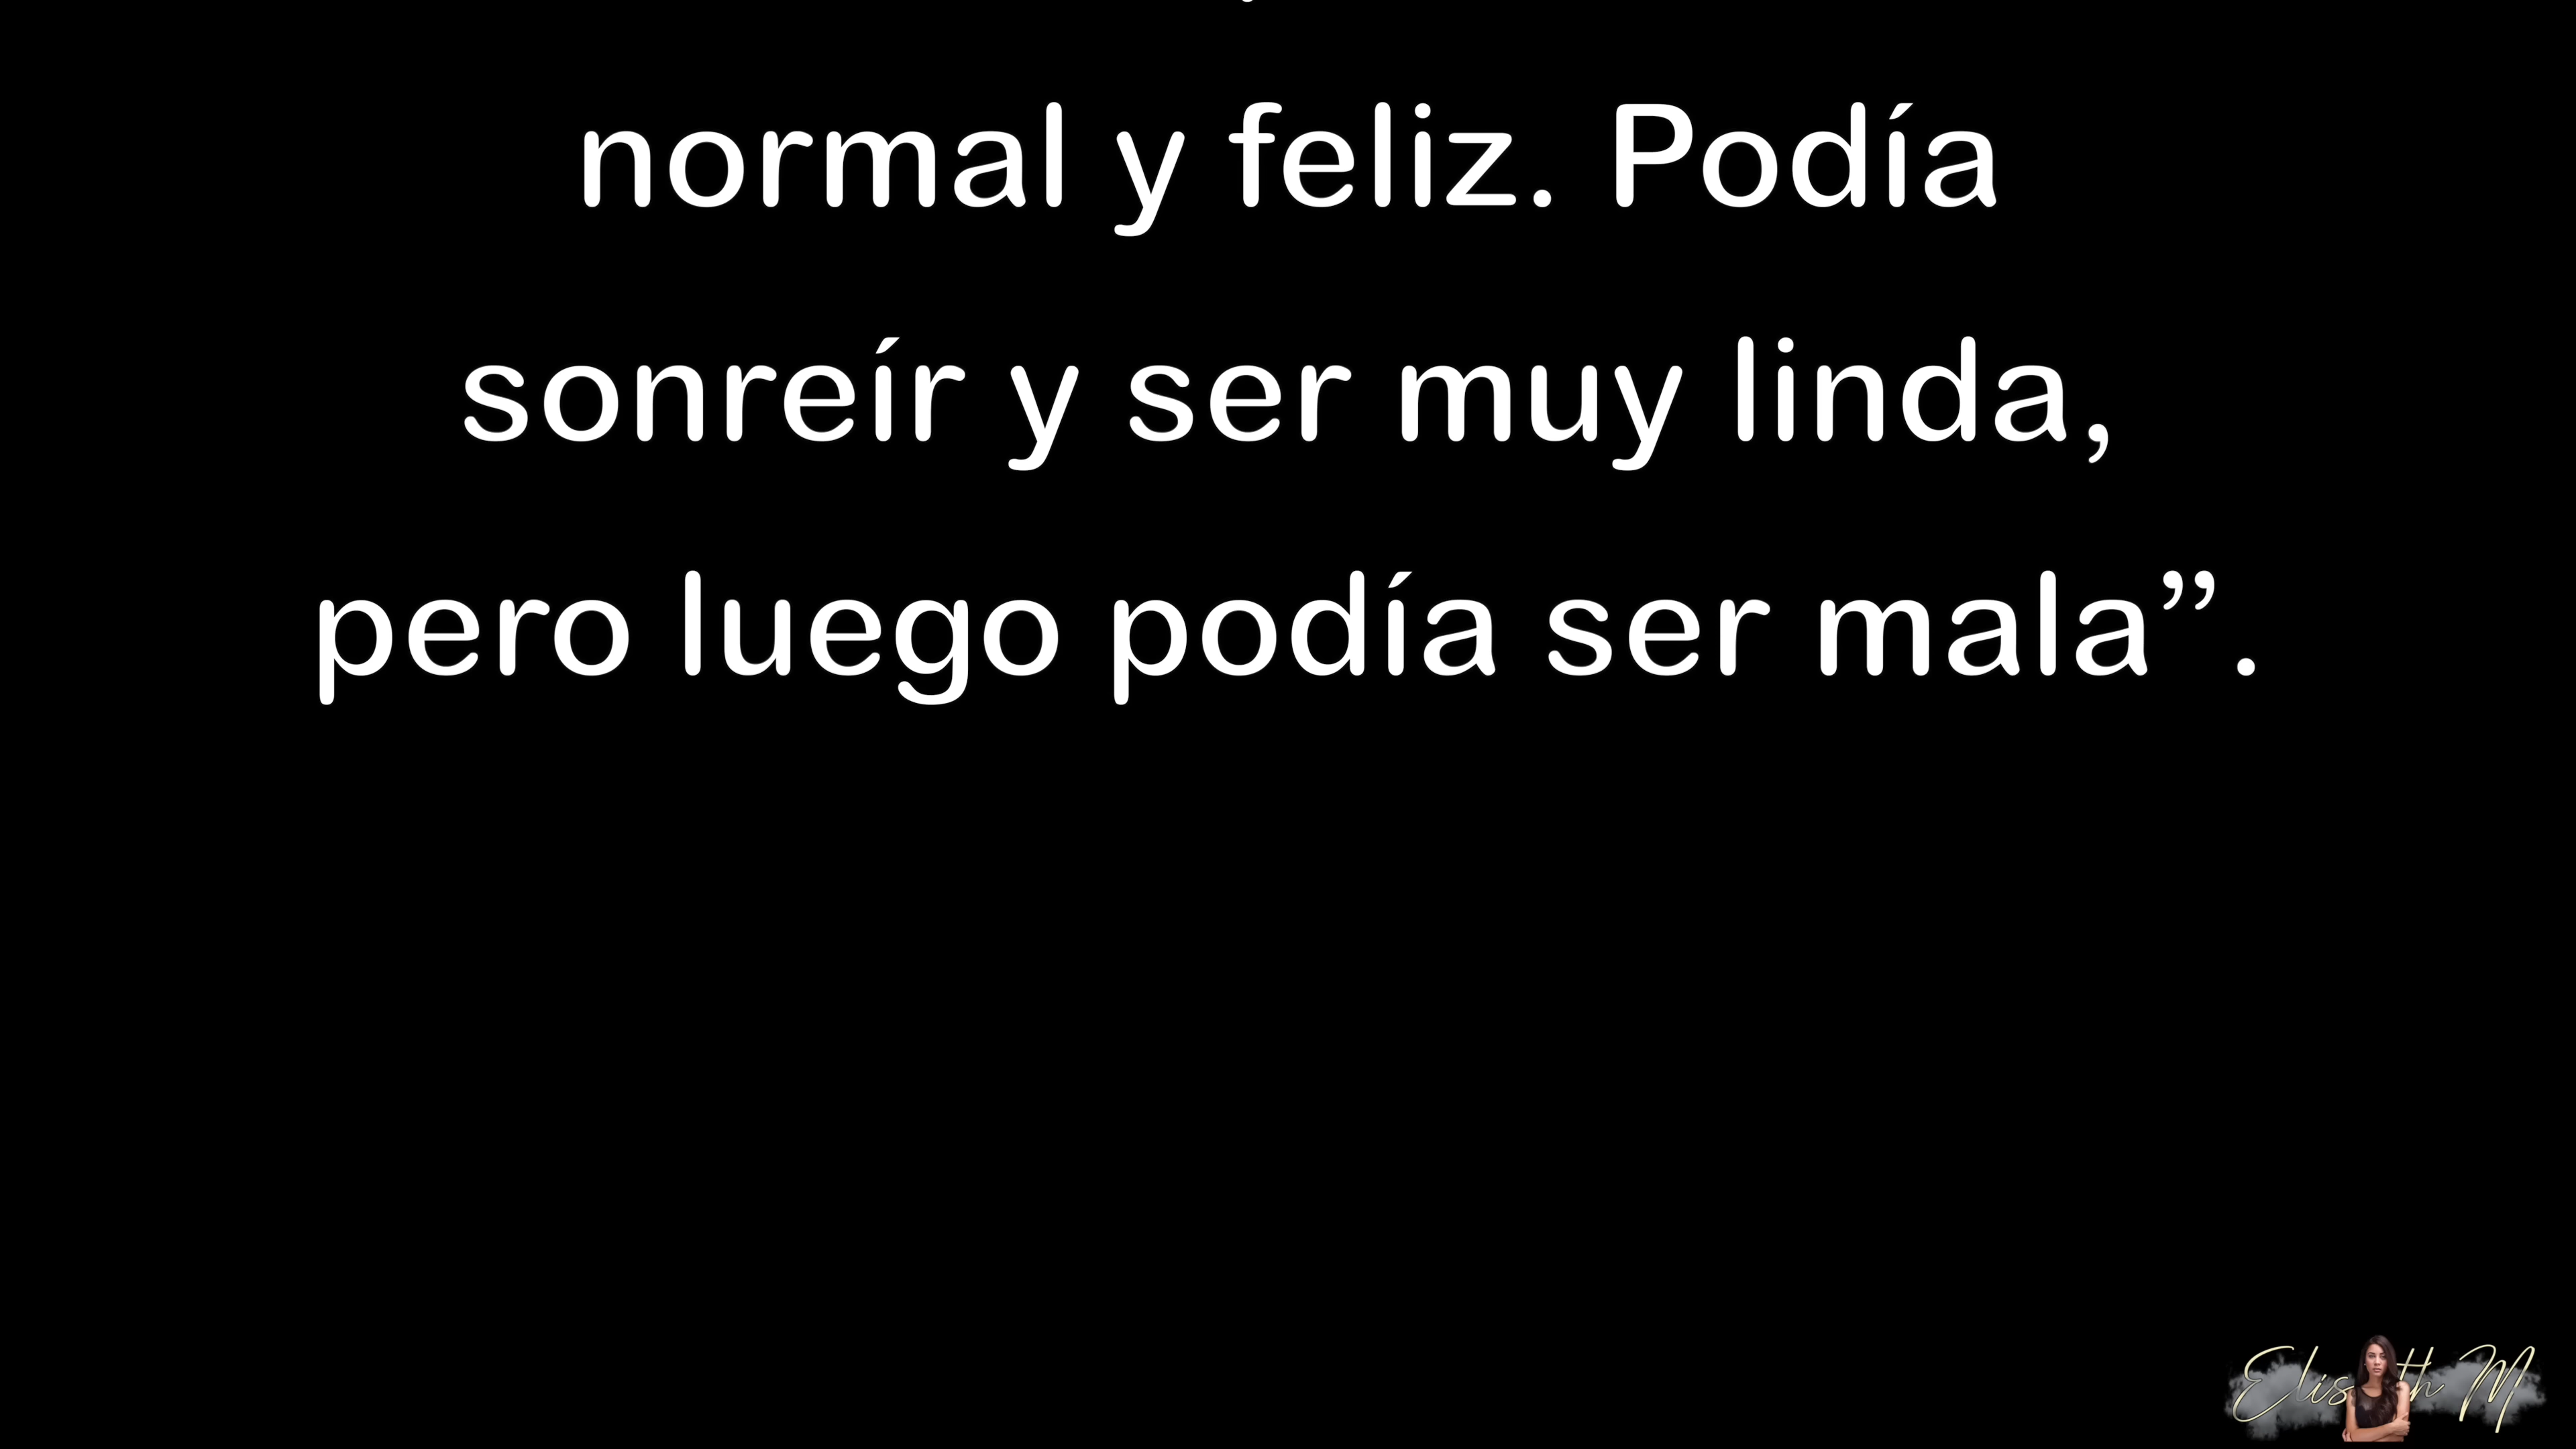 normal y feliz. Podía
sonreír y ser muy linda,
pero luego podía ser mala”.